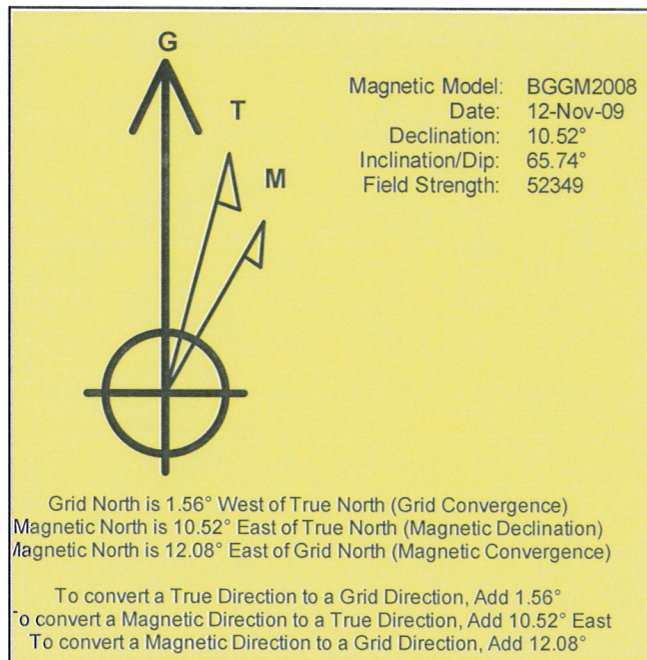 G
T
M
Magnetic Model: BGGM2008
Date: 12-Nov-09
Declination: 10.52°
Inclination/Dip: 65.74°
Field Strength: 52349
Grid North is 1.56° West of True North (Grid Convergence)
Magnetic North is 10.52° East of True North (Magnetic Declination)
Magnetic North is 12.08° East of Grid North (Magnetic Convergence)
To convert a True Direction to a Grid Direction, Add 1.56°
To convert a Magnetic Direction to a True Direction, Add 10.52° East
To convert a Magnetic Direction to a Grid Direction, Add 12.08°